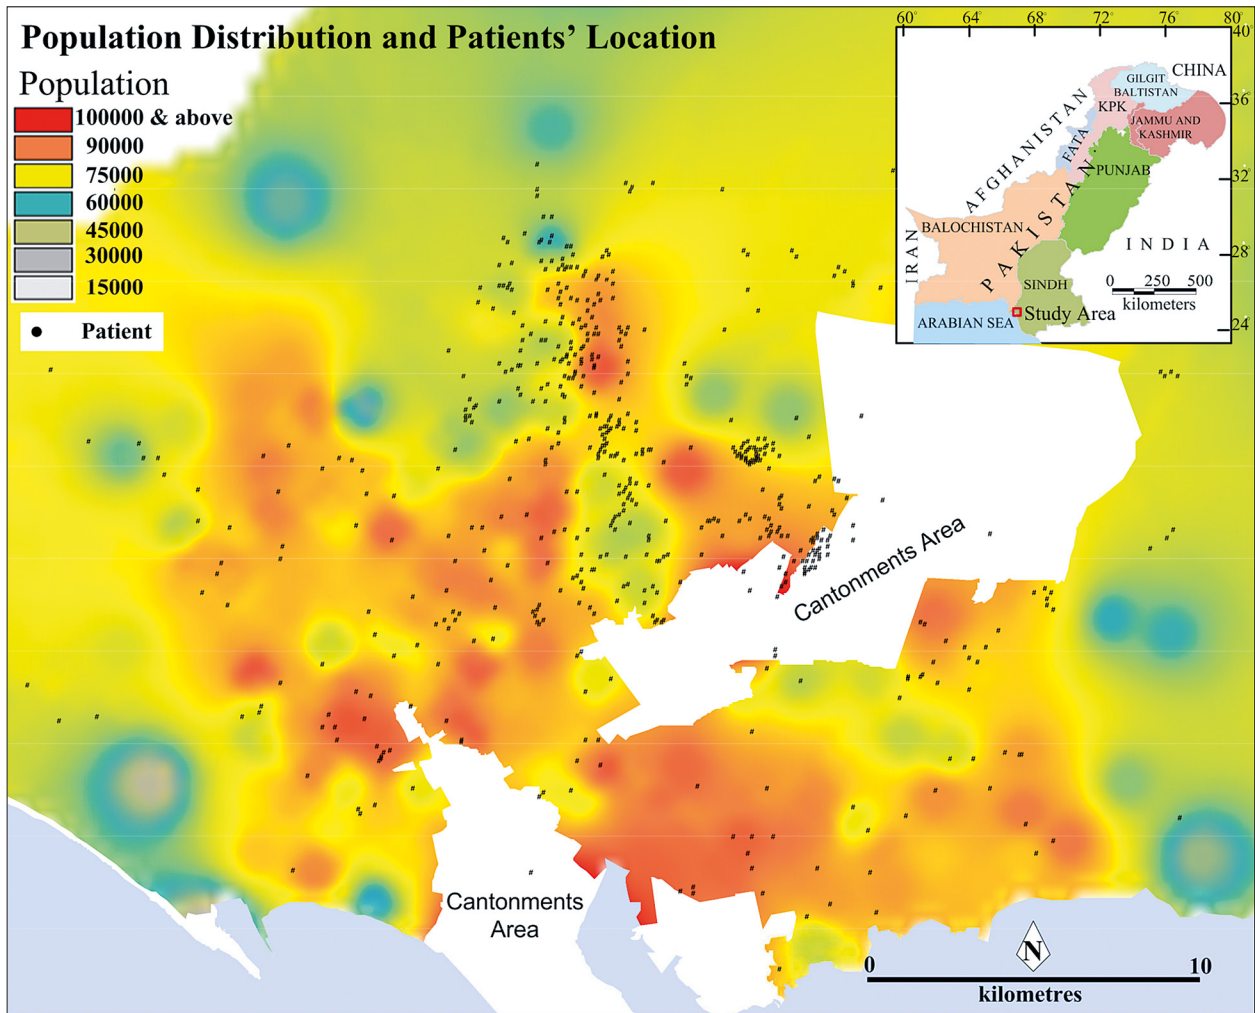 Population Distribution and Patients’ Location
Population
100000 & above
90000
75000
60000
45000
30000
15000
Patient
60° 64° 68° 72° 76° 80°
40°
36°
32°
28°
24°
CHINA
GILGIT
BALTISTAN
KPK
JAMMU AND
KASHMIR
AFGHANISTAN
FATA
PUNJAB
PAKISTAN
BALOCHISTAN
IRAN
INDIA
SINDH
0 250 500
kilometers
Study Area
ARABIAN SEA
Cantonments Area
Cantonments
Area
N
0 10
kilometres